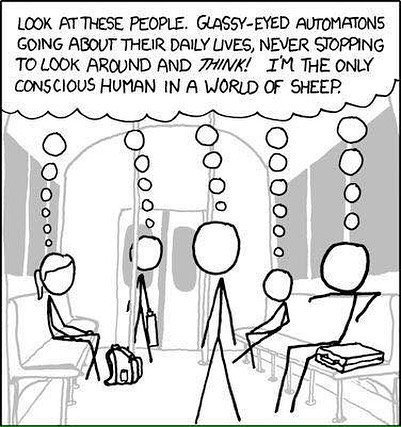 LOOK AT THESE PEOPLE. GLASSY-EYED AUTOMATONS
GOING ABOUT THEIR DAILY LIVES, NEVER STOPPING
TO LOOK AROUND AND THINK! I'M THE ONLY
CONSCIOUS HUMAN IN A WORLD OF SHEEP.